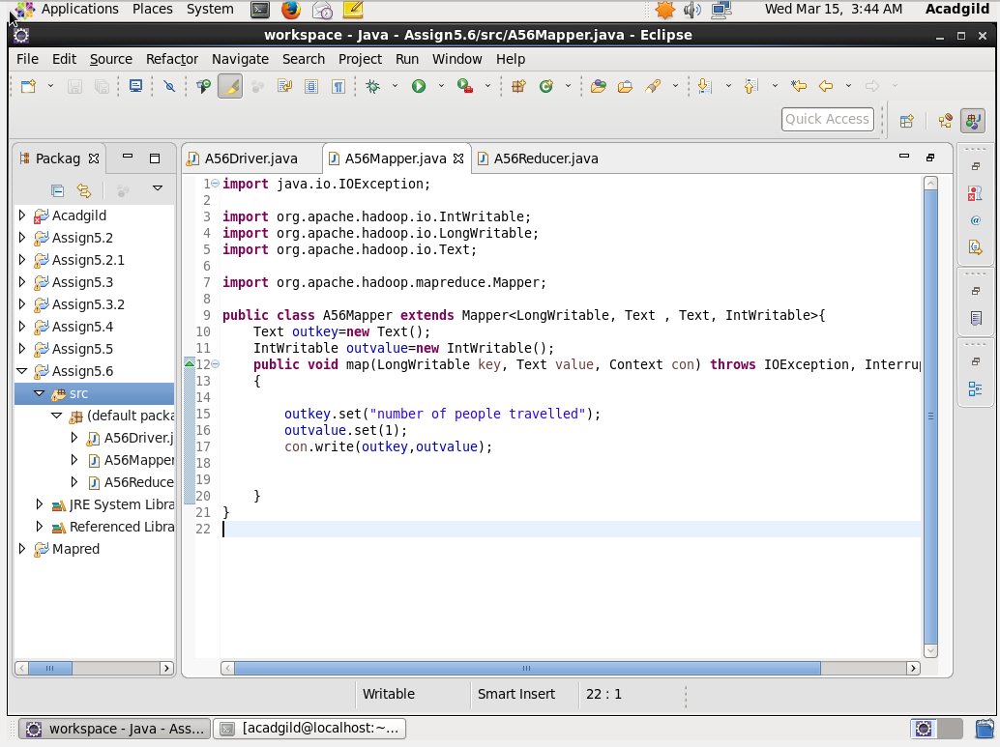 Applications Places System Wed Mar 15, 3:44 AM Acadgild
workspace - Java - Assign5.6/src/A56Mapper.java - Eclipse
File Edit Source Refactor Navigate Search Project Run Window Help
Quick Access
Packag
A56Driver.java A56Mapper.java A56Reducer.java
Acadgild
Assign5.2
Assign5.2.1
Assign5.3
Assign5.3.2
Assign5.4
Assign5.5
Assign5.6
src
(default packa
A56Driver.j
A56Mapper
A56Reduce
JRE System Libra
Referenced Libra
Mapred
1 import java.io.IOException;
2
3 import org.apache.hadoop.io.IntWritable;
4 import org.apache.hadoop.io.LongWritable;
5 import org.apache.hadoop.io.Text;
6
7 import org.apache.hadoop.mapreduce.Mapper;
8
9 public class A56Mapper extends Mapper<LongWritable, Text , Text, IntWritable>{
10 Text outkey=new Text();
11 IntWritable outvalue=new IntWritable();
12 public void map(LongWritable key, Text value, Context con) throws IOException, Interrup
13 {
14
15 outkey.set("number of people travelled");
16 outvalue.set(1);
17 con.write(outkey,outvalue);
18
19
20 }
21 }
22
Writable Smart Insert 22 : 1
workspace - Java - Ass... [acadgild@localhost:~...